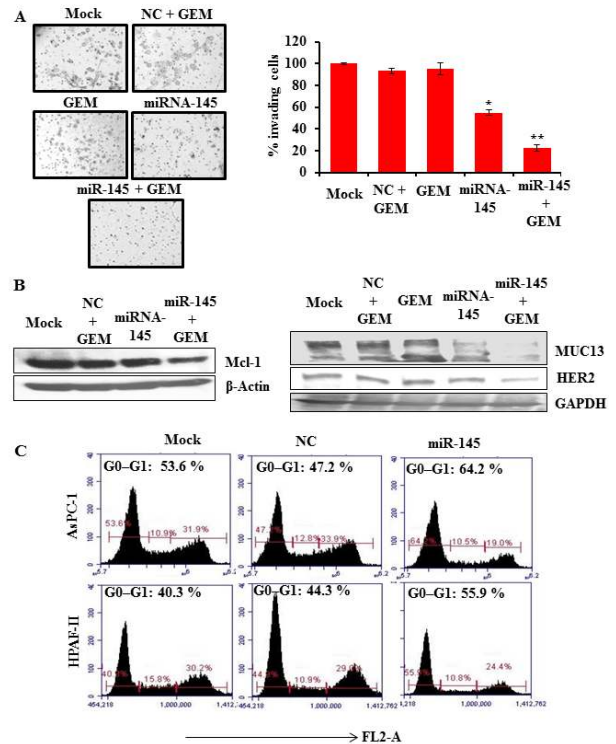 A
Mock NC + GEM
GEM miRNA-145
miR-145 + GEM
% invading cells
120
100
80
60
40
20
0
*
**
Mock
NC + GEM
GEM
miRNA-145
miR-145 + GEM
B
Mock
NC + GEM
miRNA-145
miR-145 + GEM
Mcl-1
β-Actin
Mock
NC + GEM
GEM
miRNA-145
miR-145 + GEM
MUC13
HER2
GAPDH
C
Mock NC miR-145
AsPC-1
G0–G1: 53.6 %
53.6% 10.9% 31.9%
G0–G1: 47.2 %
12.8% 33.9%
G0–G1: 64.2 %
10.5% 19.0%
HPAF-II
G0–G1: 40.3 %
15.8% 30.2%
G0–G1: 44.3 %
10.9%
G0–G1: 55.9 %
10.8% 24.4%
454,218 1,000,000 1,412,762
1,000,000 1,412,762
1,000,000 1,412,762
FL2-A